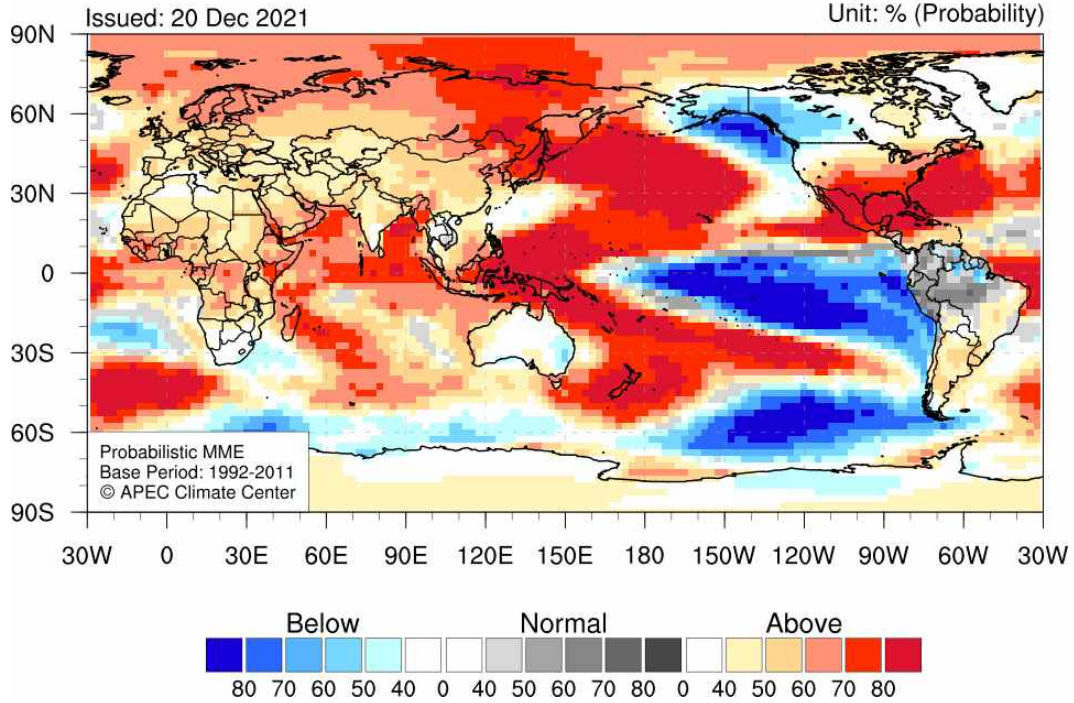 Issued: 20 Dec 2021 Unit: % (Probability)
90N
60N
30N
0
30S
60S
90S
Probabilistic MME
Base Period: 1992-2011
© APEC Climate Center
30W 0 30E 60E 90E 120E 150E 180 150W 120W 90W 60W 30W
Below Normal Above
80 70 60 50 40 0 40 50 60 70 80 0 40 50 60 70 80